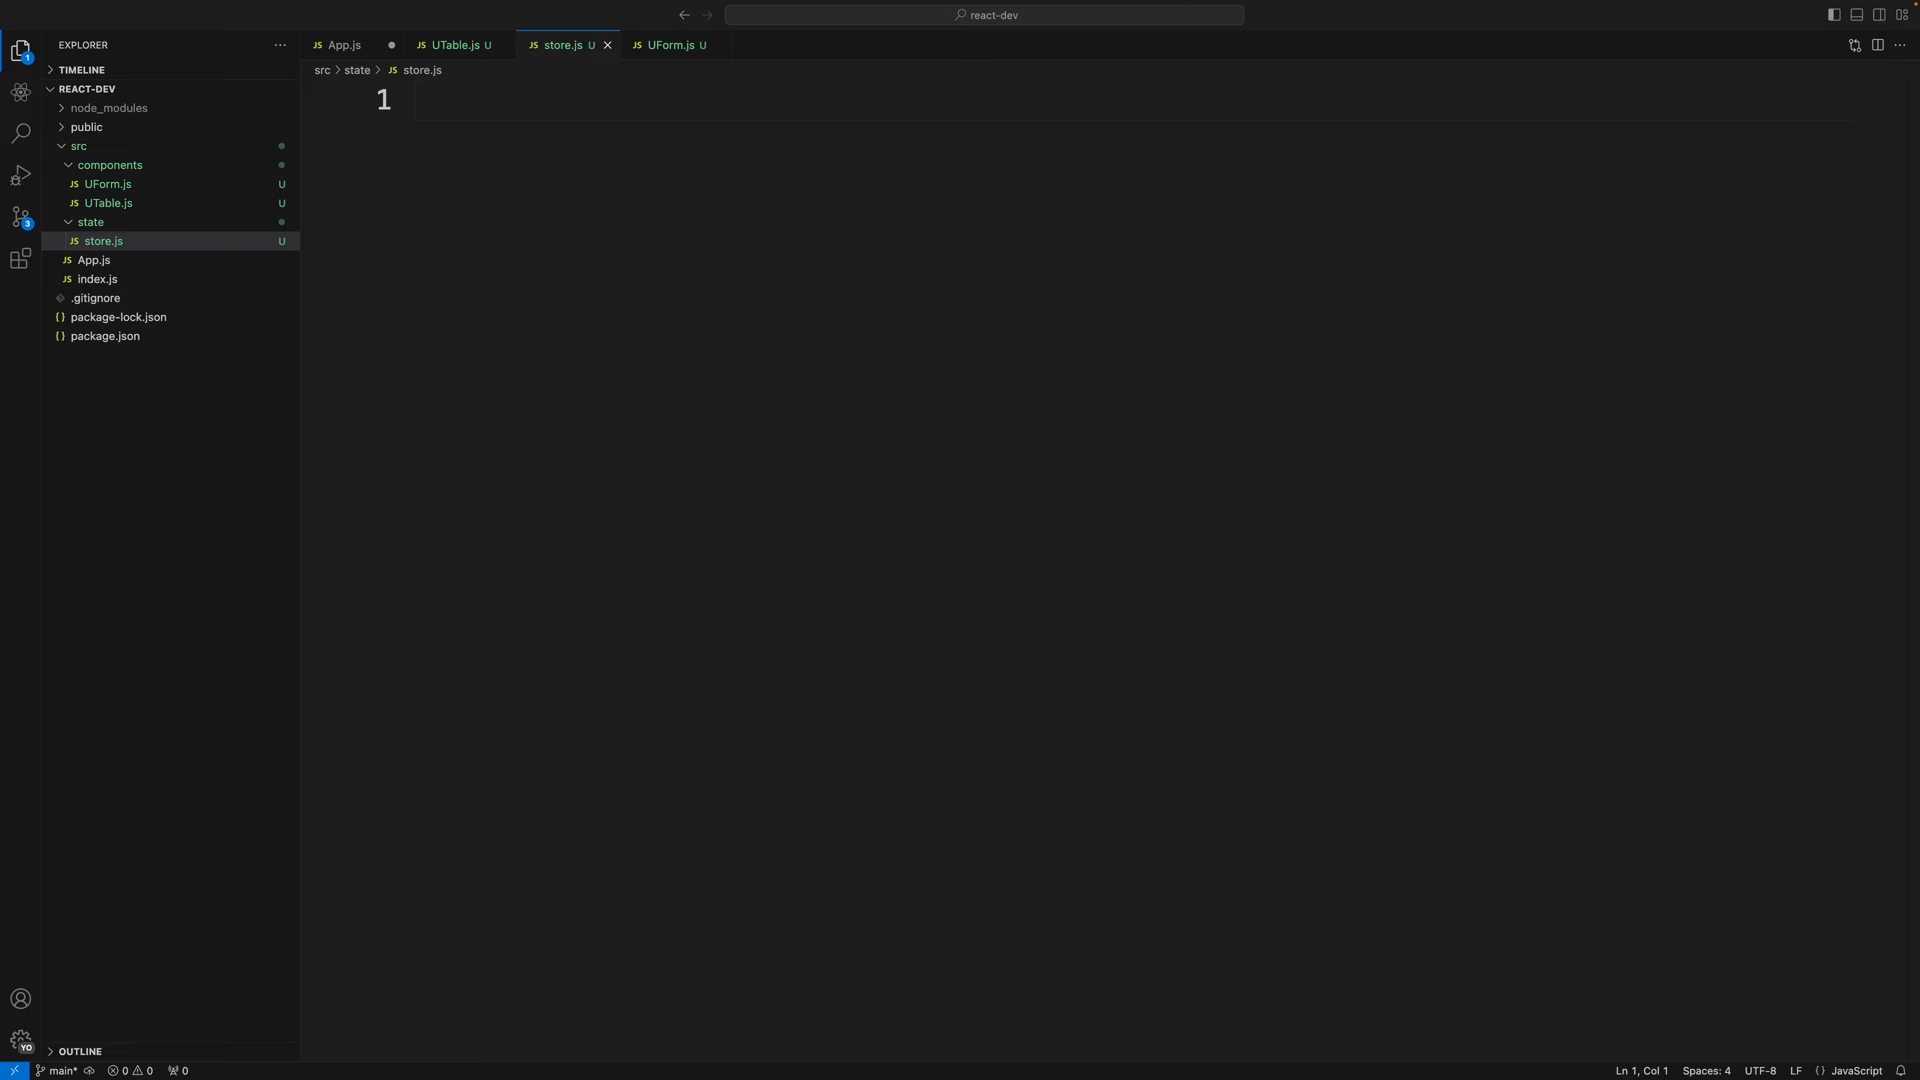 react-dev
EXPLORER
JS App.js
JS UTable.js U
JS store.js U
JS UForm.js U
TIMELINE
src > state > JS store.js
REACT-DEV
1
node_modules
public
src
components
JS UForm.js U
JS UTable.js U
state
JS store.js U
JS App.js
JS index.js
.gitignore
{} package-lock.json
{} package.json
1
3
YO
OUTLINE
main*
0 0
0
Ln 1, Col 1
Spaces: 4
UTF-8
LF
{} JavaScript